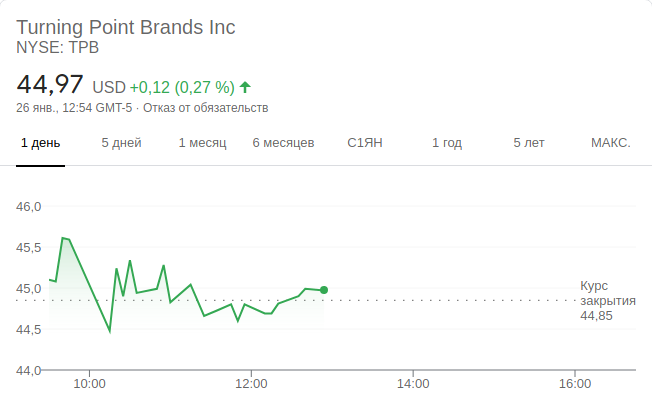 Turning Point Brands Inc
NYSE: TPB
44,97 USD +0,12 (0,27 %)
26 янв., 12:54 GMT-5 · Отказ от обязательств
1 день 5 дней 1 месяц 6 месяцев С1ЯН 1 год 5 лет МАКС.
46,0
45,5
45,0
44,5
44,0
Курс
закрытия
44,85
10:00 12:00 14:00 16:00